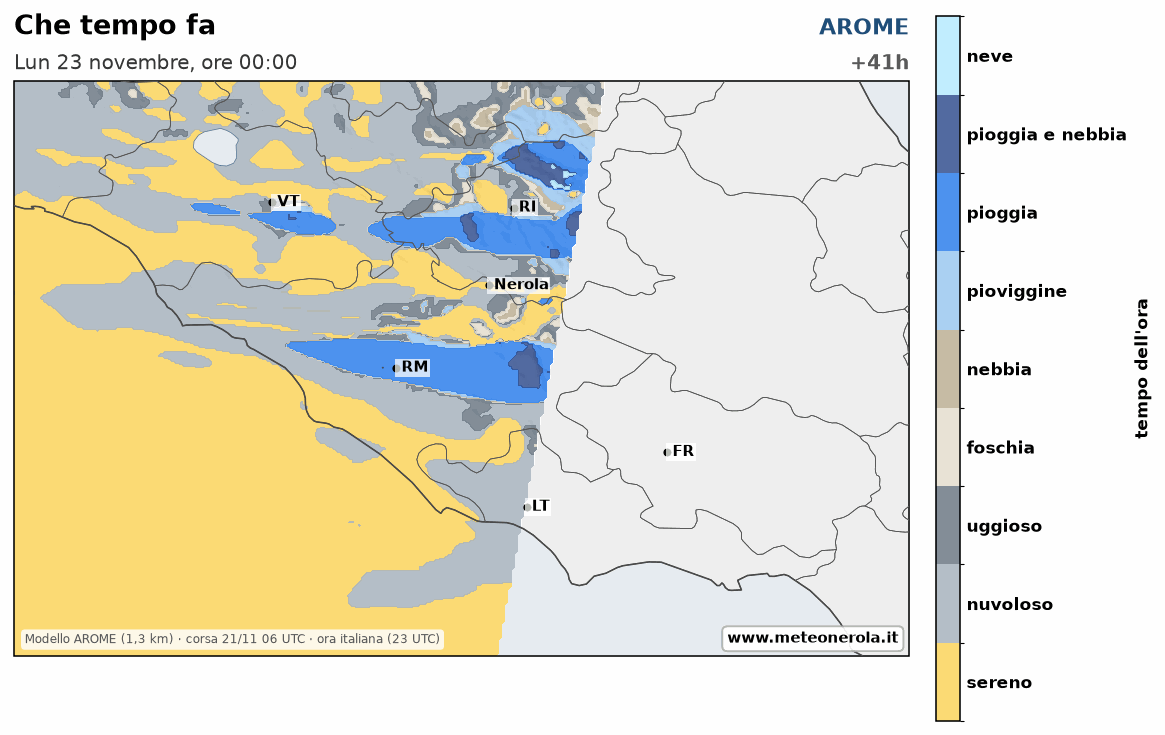 Che tempo fa
AROME
Lun 23 novembre, ore 00:00
+41h
VT
RI
Nerola
RM
FR
LT
Modello AROME (1,3 km) · corsa 21/11 06 UTC · ora italiana (23 UTC)
www.meteonerola.it
neve
pioggia e nebbia
pioggia
pioviggine
nebbia
foschia
uggioso
nuvoloso
sereno
tempo dell'ora